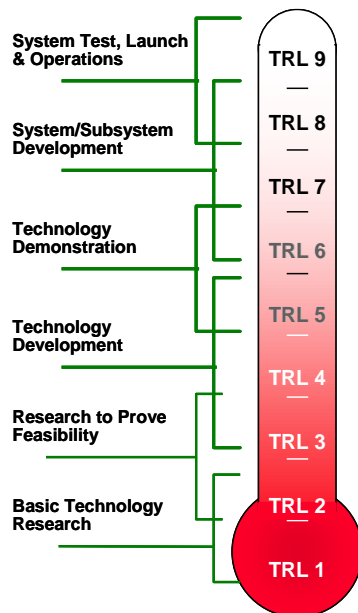 System Test, Launch
& Operations
System/Subsystem
Development
Technology
Demonstration
Technology
Development
Research to Prove
Feasibility
Basic Technology
Research
TRL 9
TRL 8
TRL 7
TRL 6
TRL 5
TRL 4
TRL 3
TRL 2
TRL 1